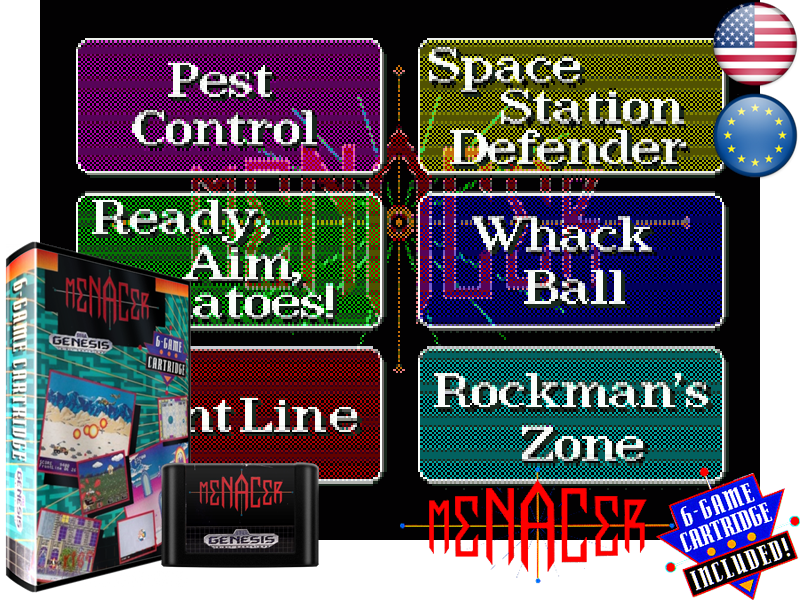 Pest
Control
Space
Station
Defender
MENACER
Ready,
Aim,
atoes!
Whack
Ball
nt Line
Rockman's
Zone
6-GAME CARTRIDGE
GENESIS
MENACER
GENESIS
6-GAME
CARTRIDGE
MENACER
GENESIS
MENACER
6-GAME
CARTRIDGE
INCLUDED!